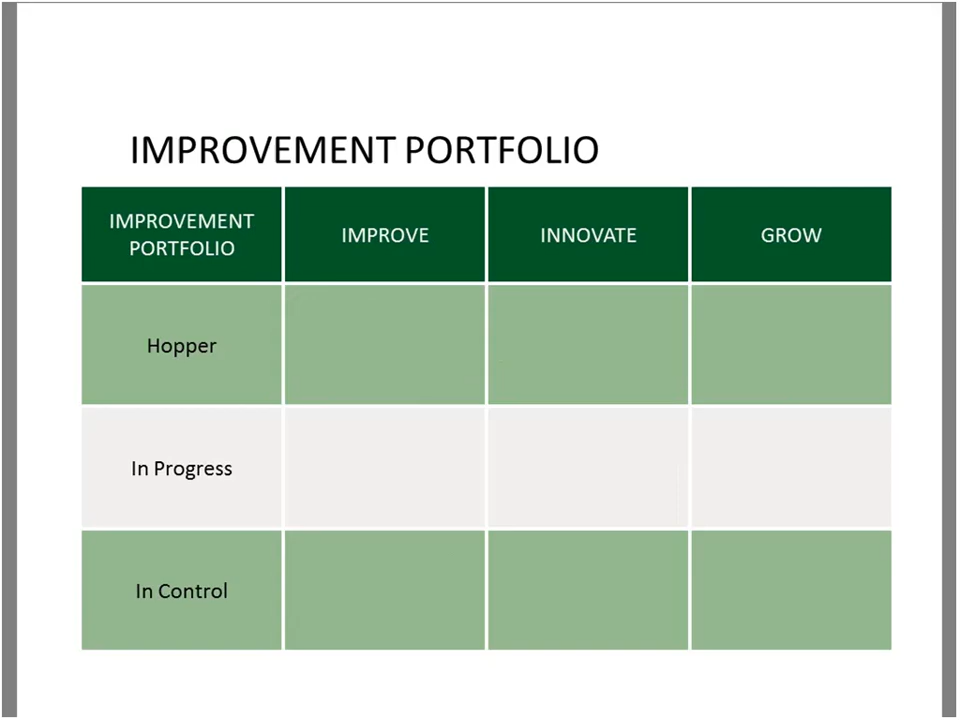 IMPROVEMENT PORTFOLIO
IMPROVEMENT
PORTFOLIO
IMPROVE
INNOVATE
GROW
Hopper
In Progress
In Control